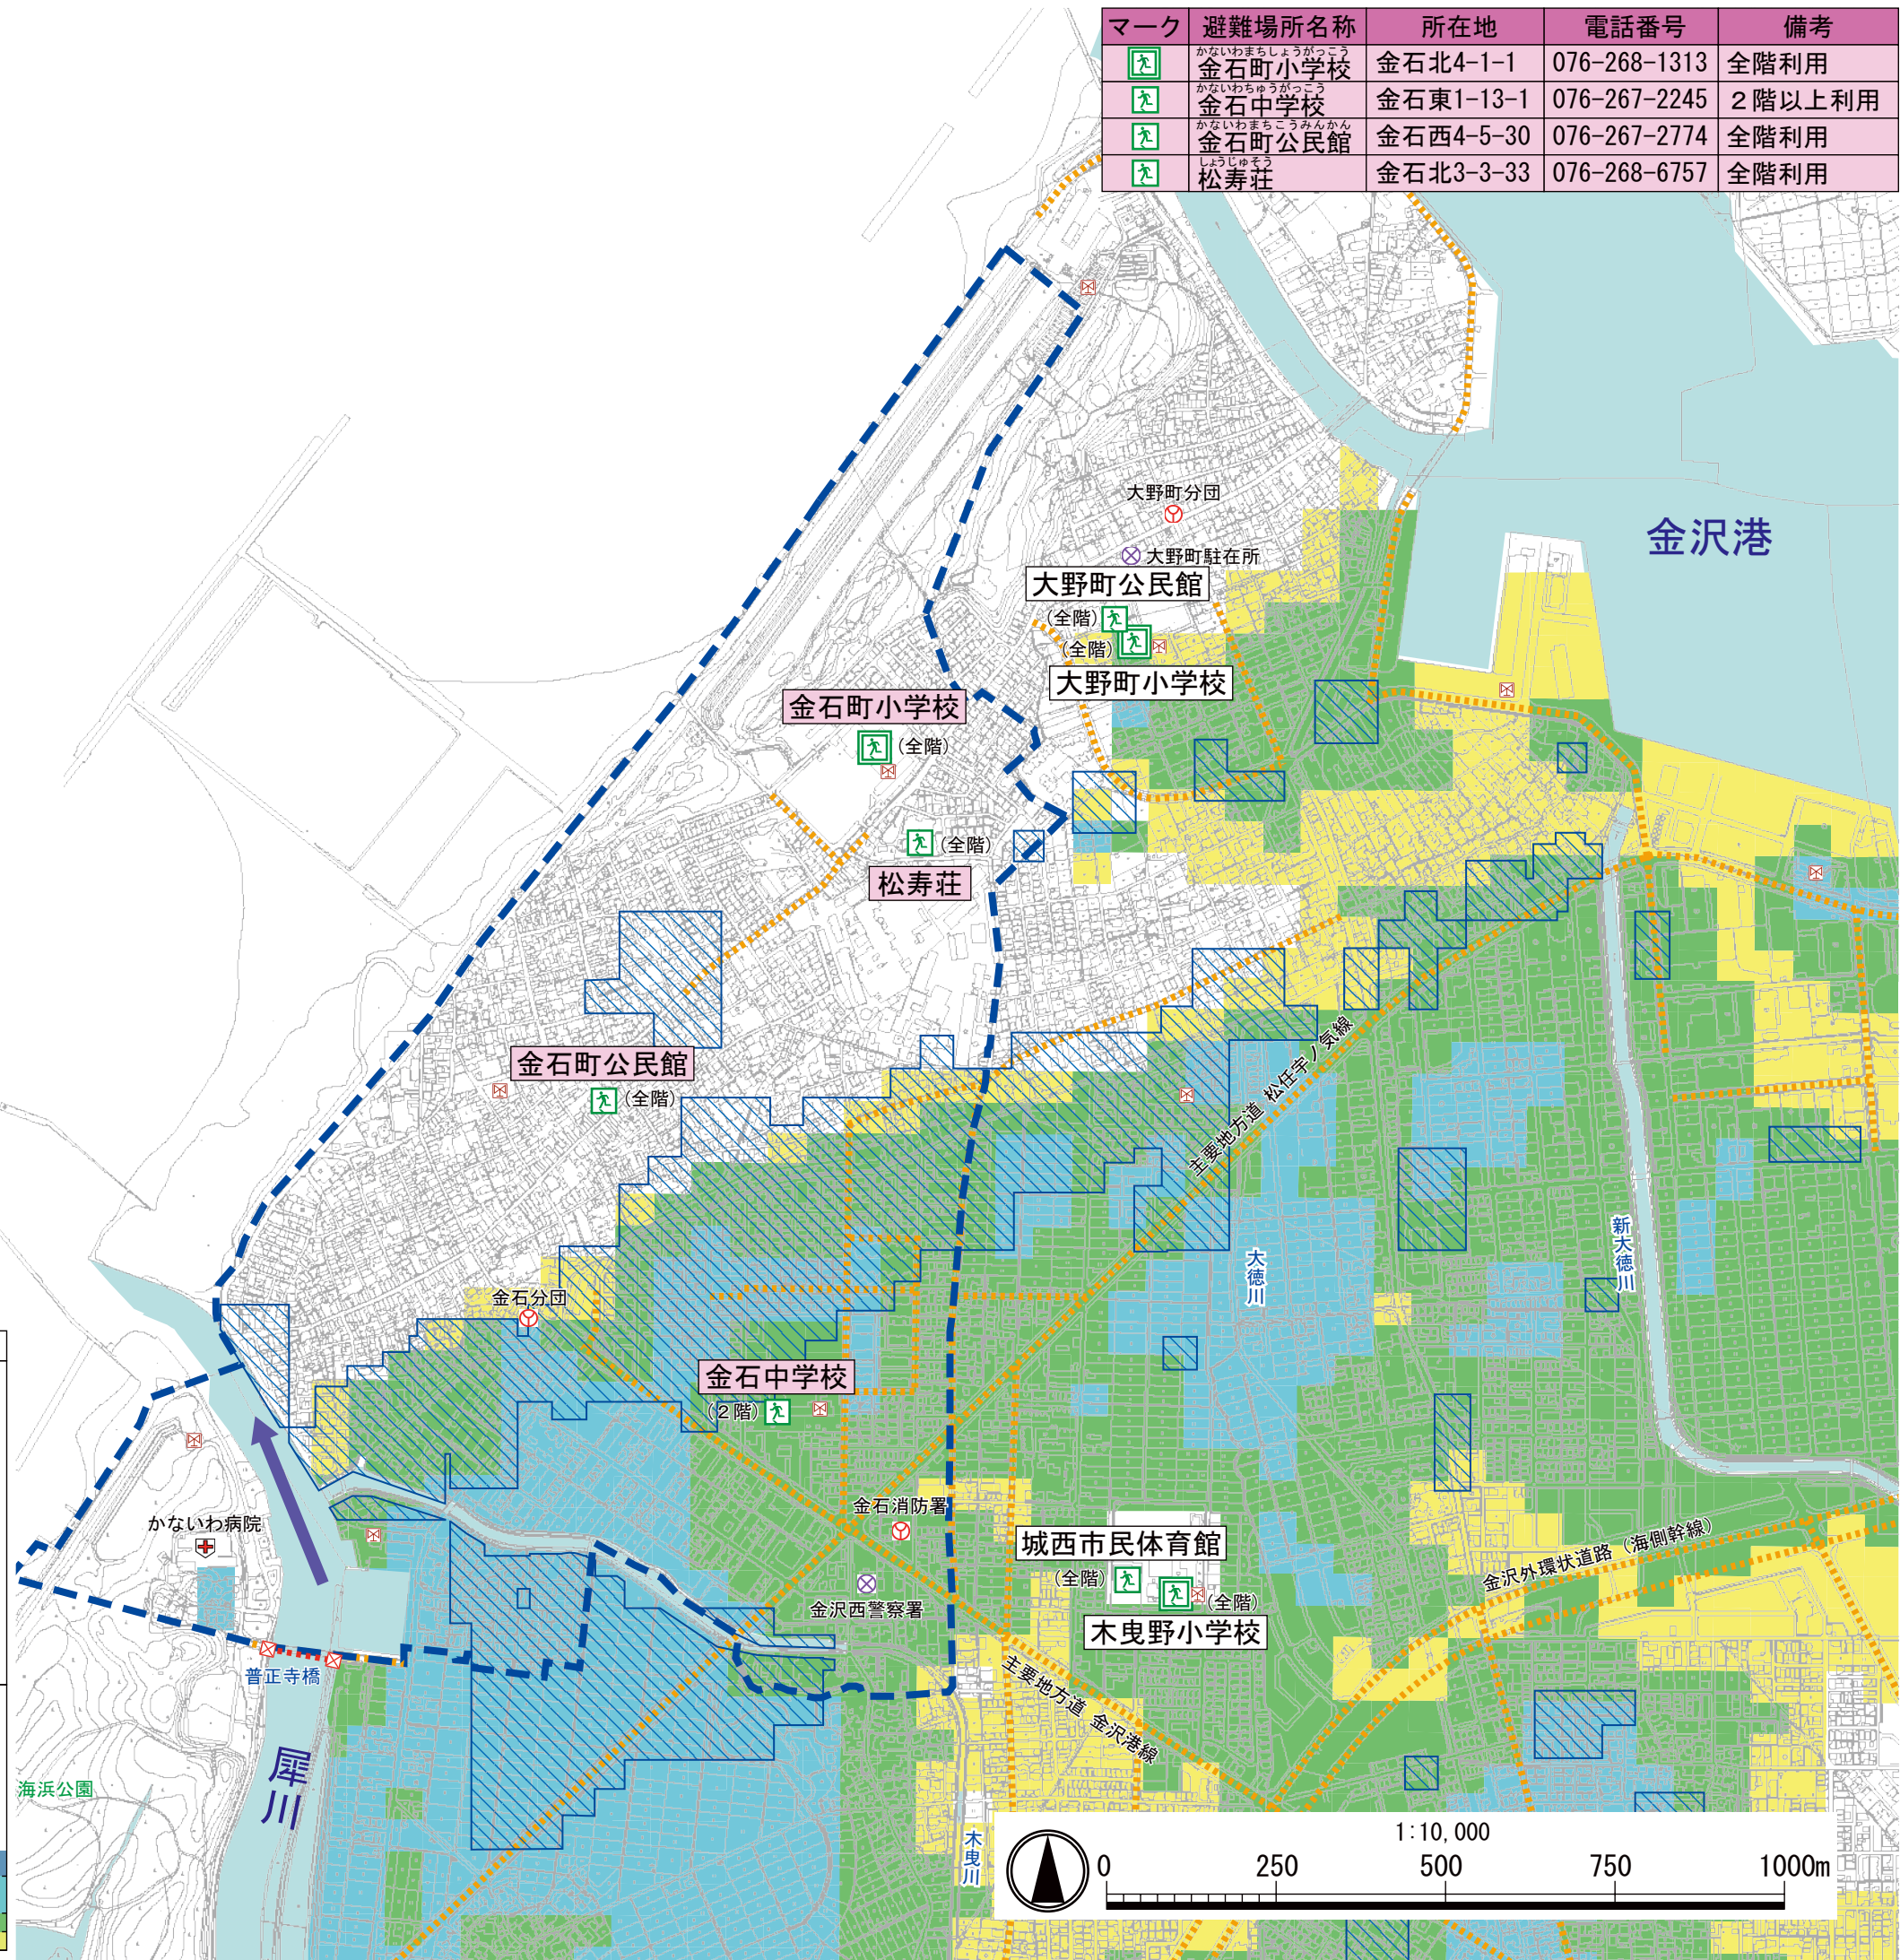 マーク 避難場所名称 所在地 電話番号 備考
かないわまちしょうがっこう
金石町小学校 金石北4-1-1 076-268-1313 全階利用
かないわちゅうがっこう
金石中学校 金石東1-13-1 076-267-2245 2階以上利用
かないわまちこうみんかん
金石町公民館 金石西4-5-30 076-267-2774 全階利用
しょうじゅそう
松寿荘 金石北3-3-33 076-268-6757 全階利用
大野町分団
金沢港
大野町駐在所
大野町公民館
(全階)
(全階)
大野町小学校
金石町小学校
(全階)
(全階)
松寿荘
金石町公民館
(全階)
主要地方道 松任宇ノ気線
大徳川
新大徳川
金石分団
金石中学校
(2階)
かないわ病院
金石消防署
城西市民体育館
(全階)
(全階)
金沢外環状道路(海側幹線)
金沢西警察署
木曳野小学校
普正寺橋
主要地方道 金沢港線
犀川
海浜公園
木曳川
1:10,000
0 250 500 750 1000m